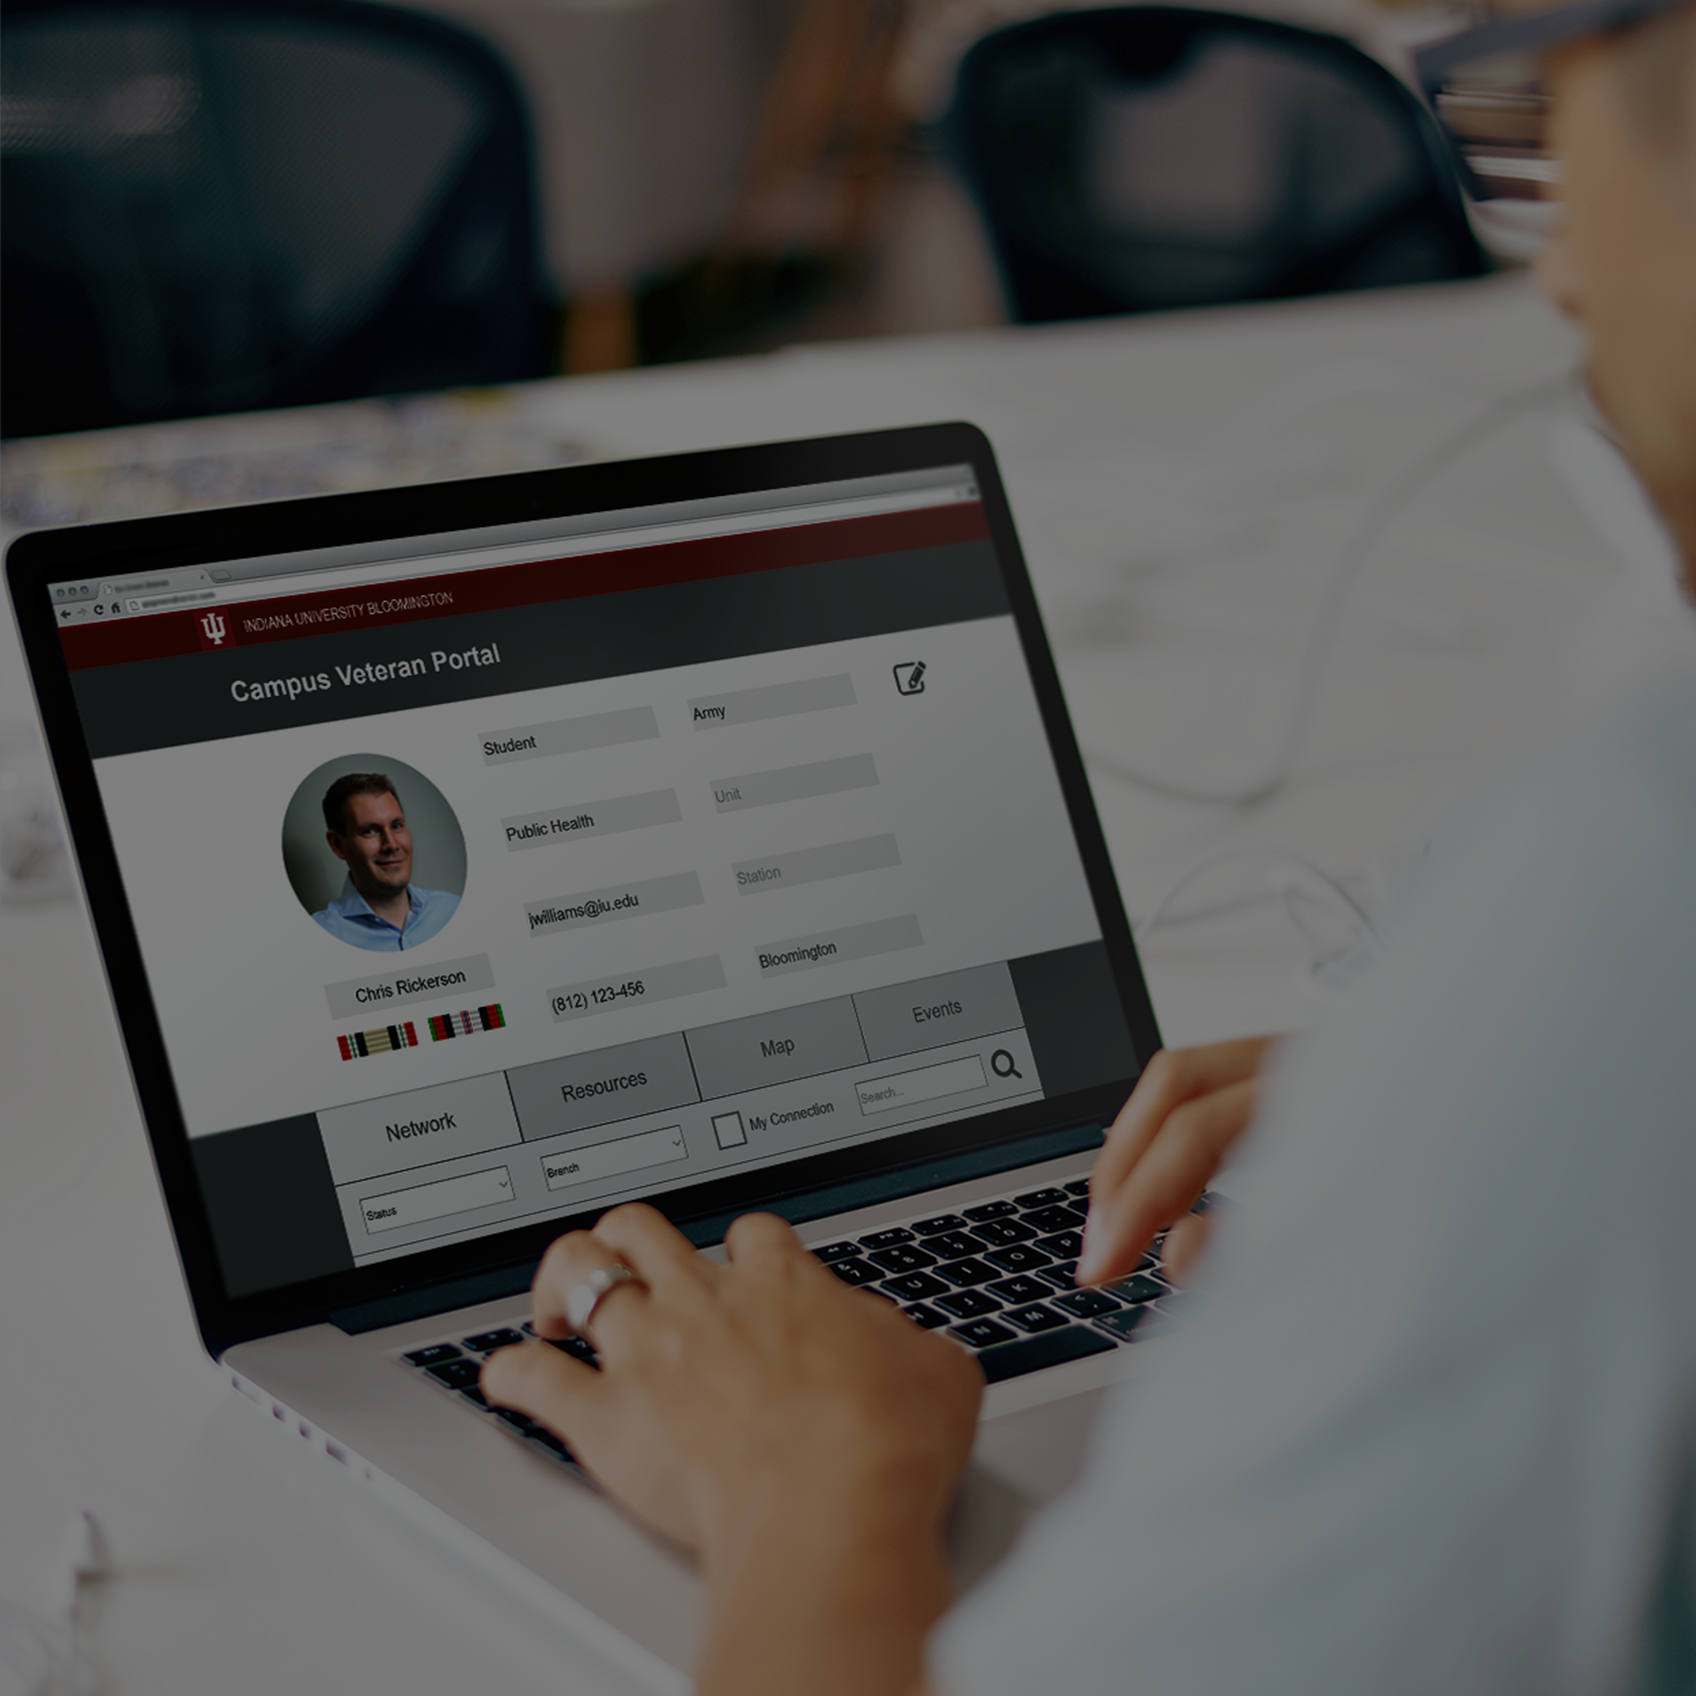 INDIANA UNIVERSITY BLOOMINGTON
Campus Veteran Portal
Student
Army
Public Health
Unit
jwilliams@iu.edu
Station
(812) 123-456
Bloomington
Chris Rickerson
Network
Resources
Map
Events
Status
Branch
My Connection
Search...